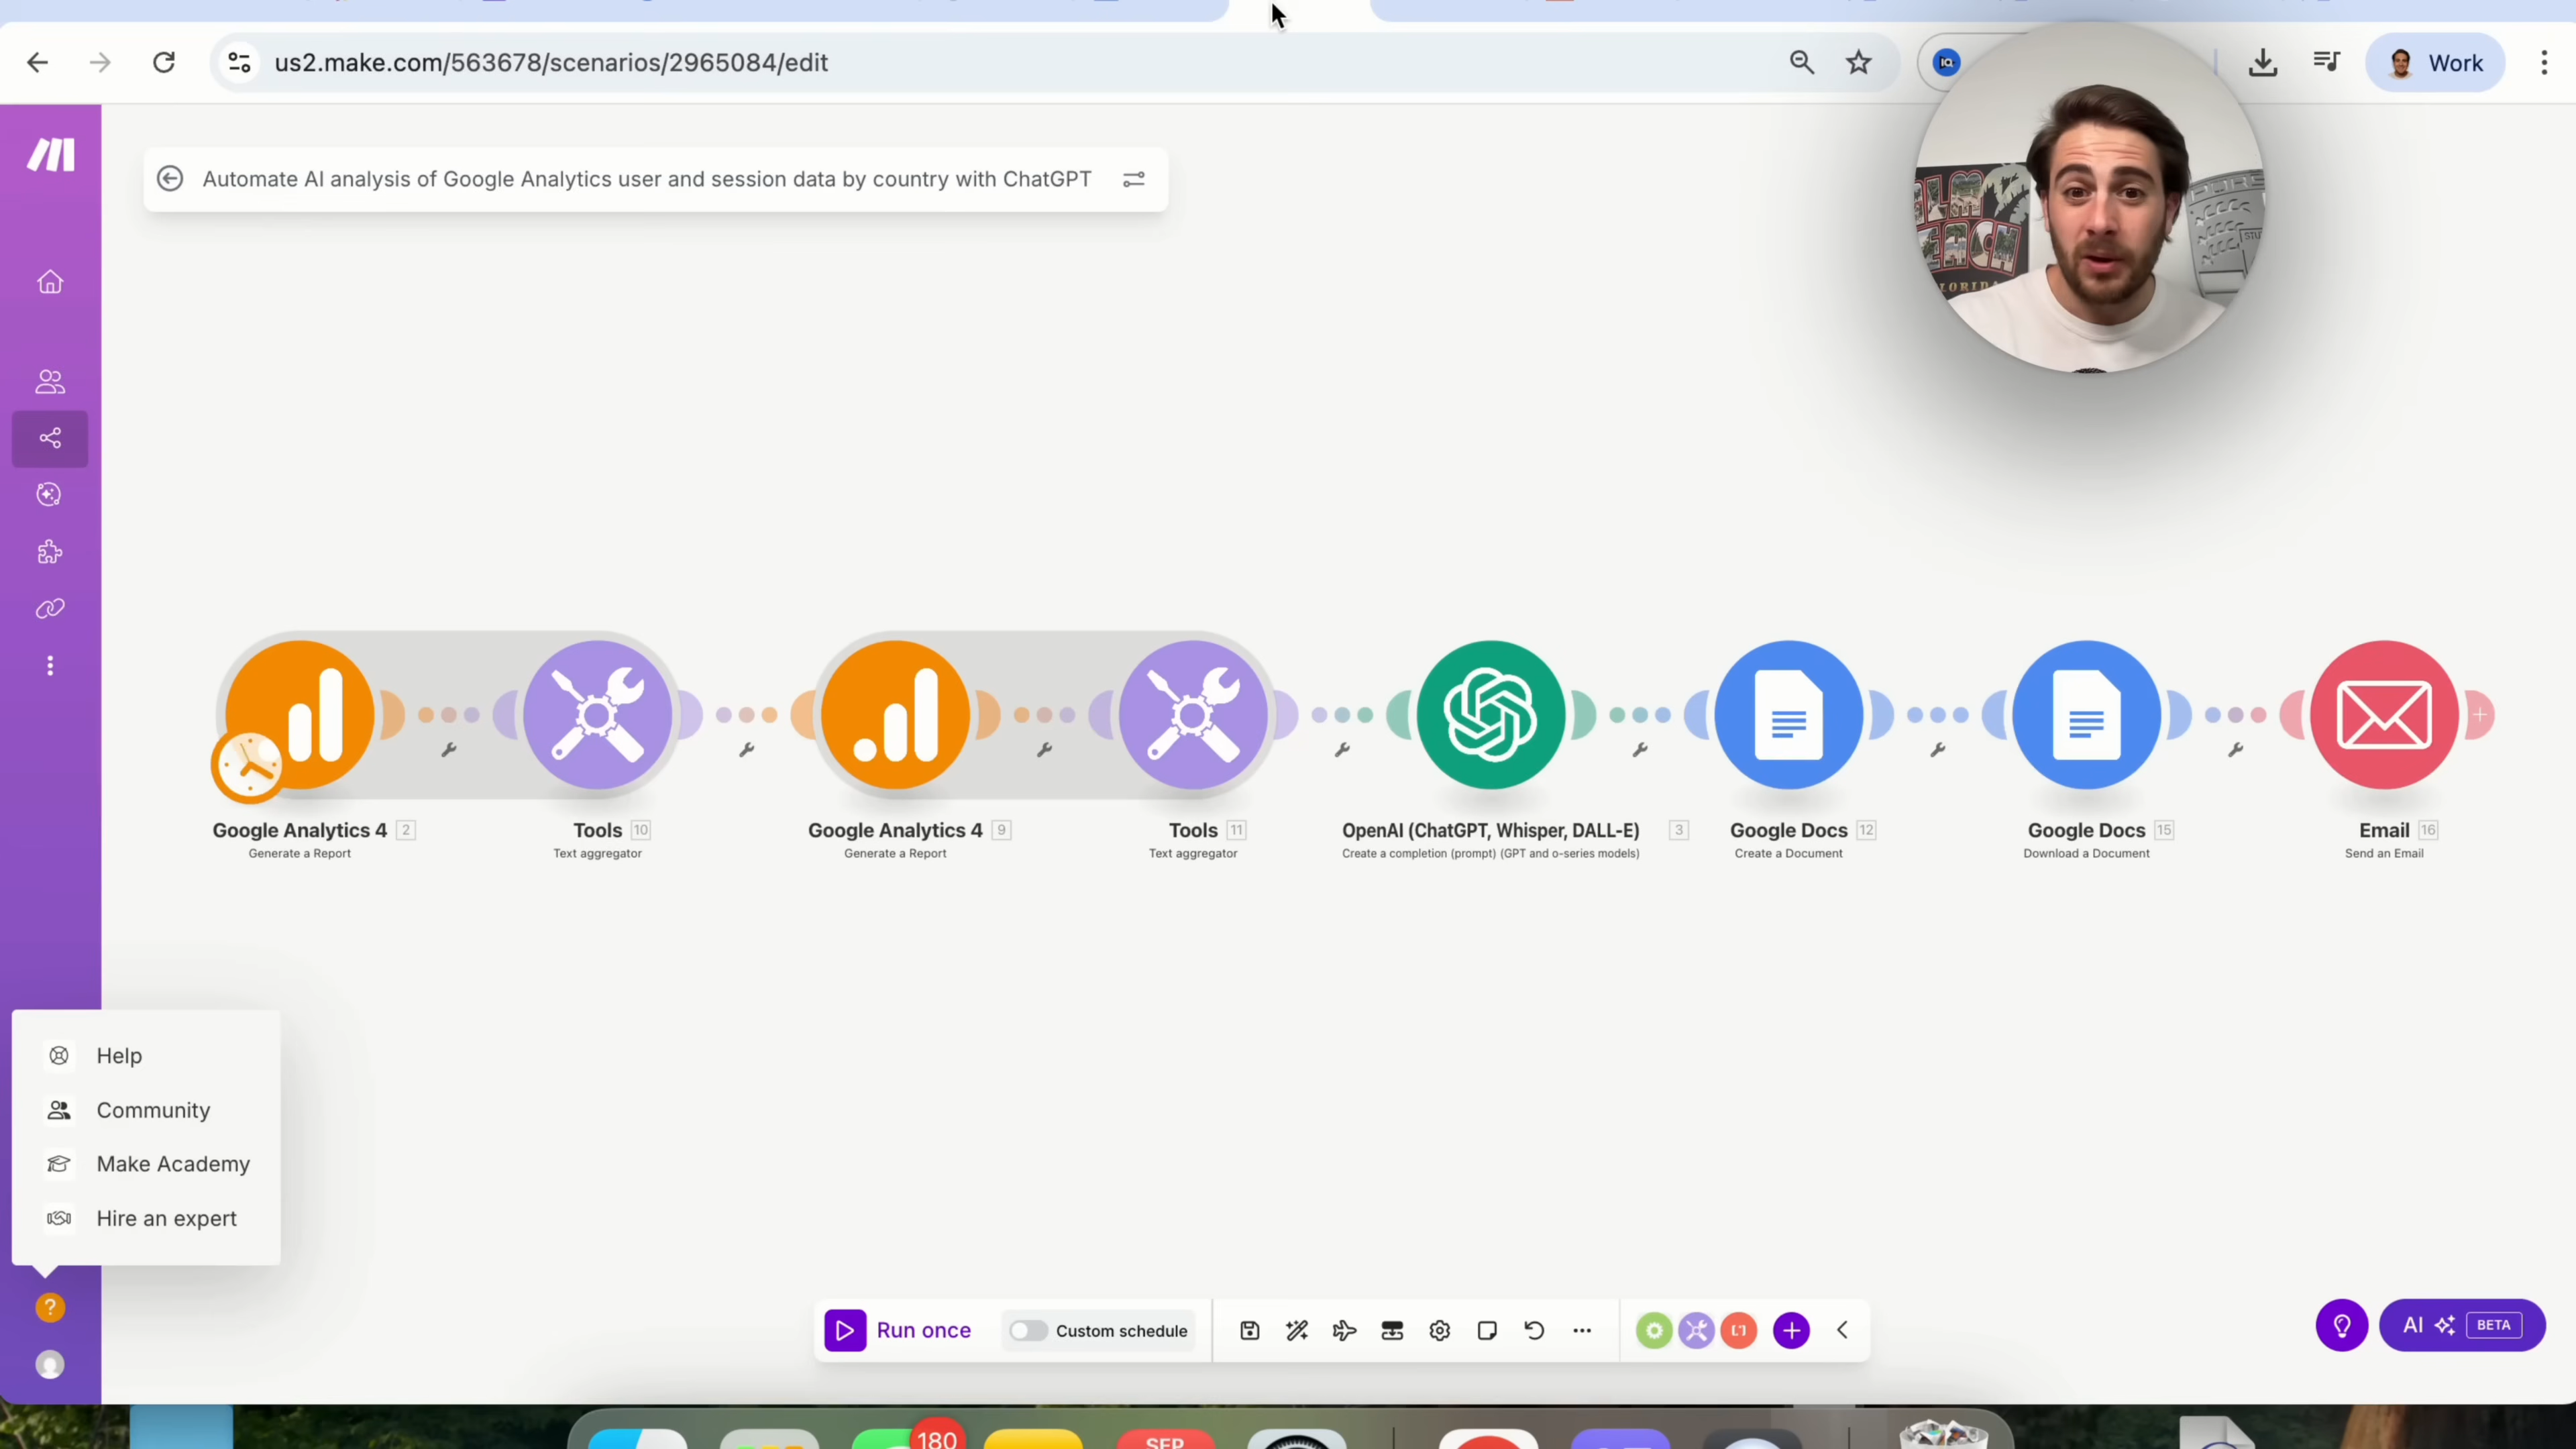 us2.make.com/563678/scenarios/2965084/edit
IQ
Work
Automate AI analysis of Google Analytics user and session data by country with ChatGPT
Google Analytics 4 2
Generate a Report
Tools 10
Text aggregator
Google Analytics 4 9
Generate a Report
Tools 11
Text aggregator
OpenAI (ChatGPT, Whisper, DALL-E) 3
Create a completion (prompt) (GPT and o-series models)
Google Docs 12
Create a Document
Google Docs 15
Download a Document
Email 16
Send an Email
Help
Community
Make Academy
Hire an expert
?
Run once
Custom schedule
AI
BETA
180
SEP